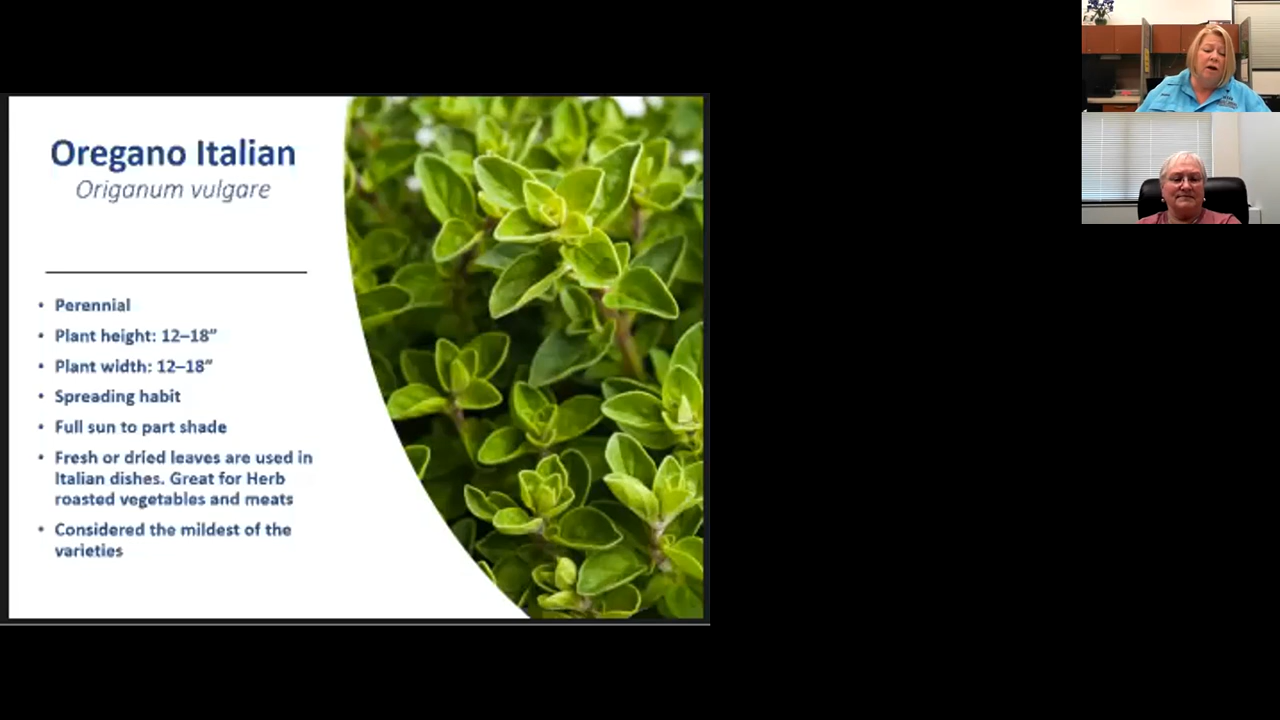 Oregano Italian
Origanum vulgare
• Perennial
• Plant height: 12–18”
• Plant width: 12–18”
• Spreading habit
• Full sun to part shade
• Fresh or dried leaves are used in
Italian dishes. Great for Herb
roasted vegetables and meats
• Considered the mildest of the
varieties